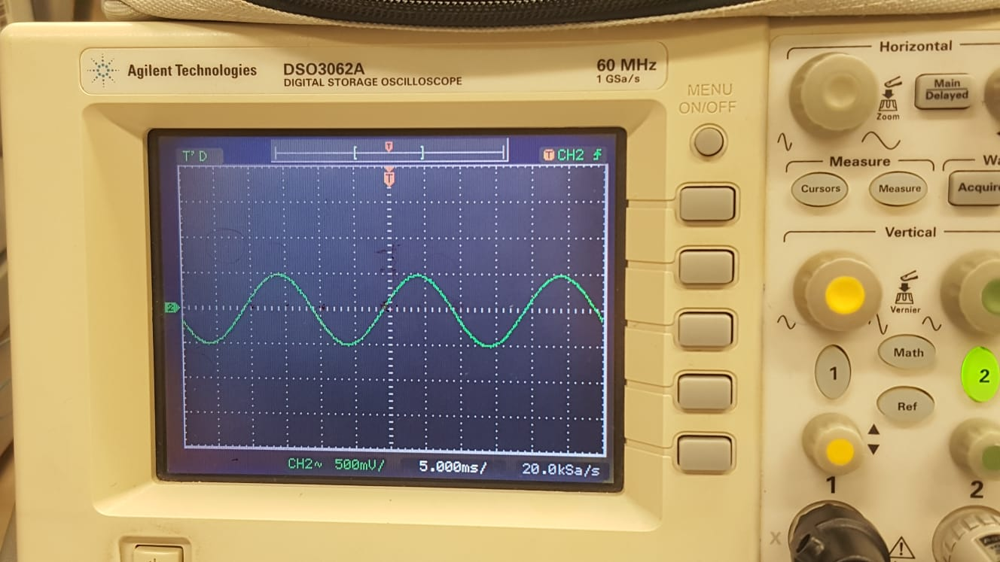 Agilent Technologies
DSO3062A
DIGITAL STORAGE OSCILLOSCOPE
60 MHz
1 GSa/s
MENU
ON/OFF
T'D
T
CH2
T
2
CH2~ 500mV/ 5.000ms/ 20.0kSa/s
Horizontal
Main
Delayed
Zoom
Measure
Cursors
Measure
Vertical
Vernier
Math
1
2
Ref
1
2
X